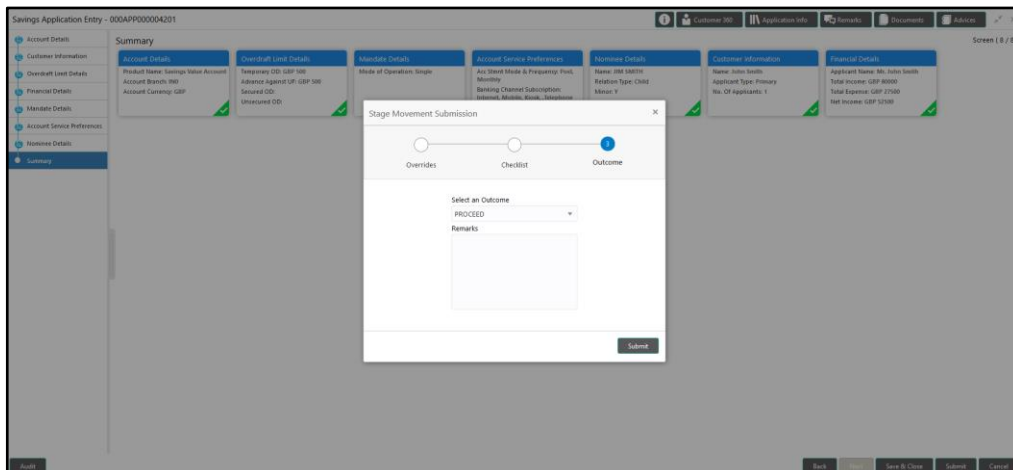 Savings Application Entry - 000APP000004201
Customer 360
Application Info
Remarks
Documents
Advices
Account Details
Customer Information
Overdraft Limit Details
Financial Details
Mandate Details
Account Service Preferences
Nominee Details
Summary
Summary
Screen ( 8 / 8
Account Details
Product Name: Savings Value Account
Account Branch: 000
Account Currency: GBP
Overdraft Limit Details
Temporary OD: GBP 500
Advance Against UF: GBP 500
Secured OD:
Unsecured OD:
Mandate Details
Mode of Operation: Single
Account Service Preferences
Acc Stmt Mode & Frequency: Post,
Monthly
Banking Channel Subscription:
Internet, Mobile, Kiosk, Telephone
Nominee Details
Name: JIM SMITH
Relation Type: Child
Minor: Y
Customer Information
Name: John Smith
Applicant Type: Primary
No. Of Applicants: 1
Financial Details
Applicant Name: Mr. John Smith
Total Income: GBP 80000
Total Expense: GBP 27500
Net Income: GBP 52500
Stage Movement Submission
3
Overrides
Checklist
Outcome
Select an Outcome
PROCEED
Remarks
Submit
Audit
Back
Next
Save & Close
Submit
Cancel